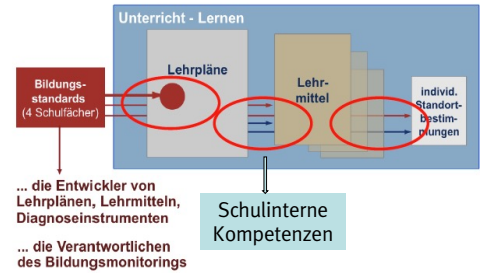 Unterricht - Lernen
Lehrpläne
Lehr-
mittel
Bildungs-
standards
(4 Schulfächer)
individ.
Standort-
bestim-
mungen
... die Entwickler von
Lehrplänen, Lehrmitteln,
Diagnoseinstrumenten
... die Verantwortlichen
des Bildungsmonitorings
Schulinterne
Kompetenzen